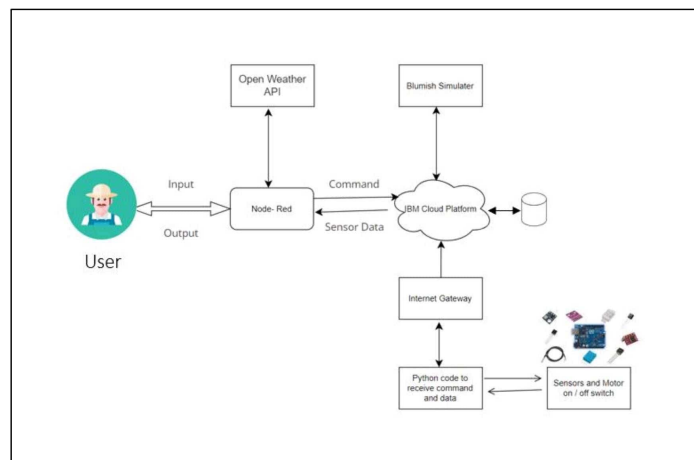 Open Weather
API
Blumish Simulater
Input
Command
Node- Red
IBM Cloud Platform
Output
Sensor Data
User
Internet Gateway
Python code to
receive command
and data
Sensors and Motor
on / off switch